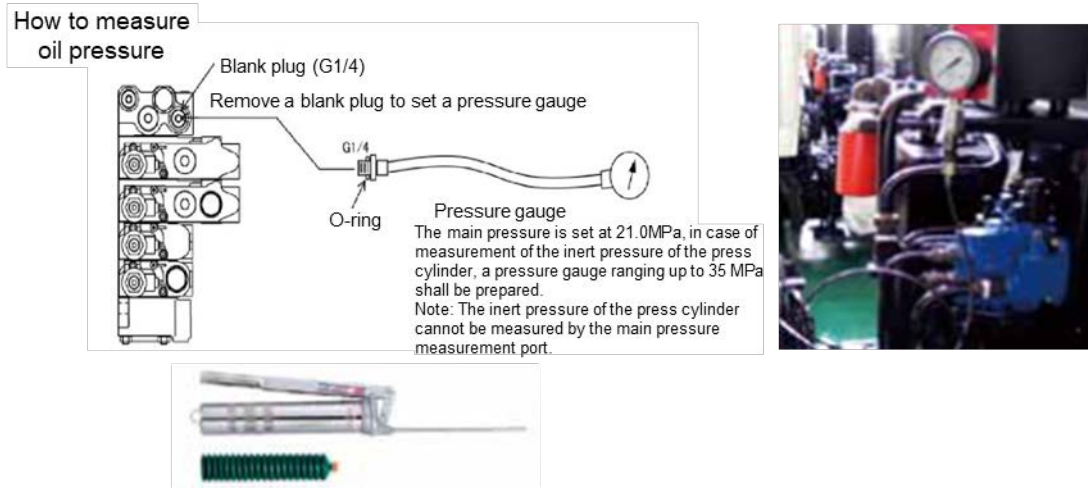 How to measure
oil pressure
Blank plug (G1/4)
Remove a blank plug to set a pressure gauge
G1/4
O-ring
Pressure gauge
The main pressure is set at 21.0MPa, in case of
measurement of the inert pressure of the press
cylinder, a pressure gauge ranging up to 35 MPa
shall be prepared.
Note: The inert pressure of the press cylinder
cannot be measured by the main pressure
measurement port.